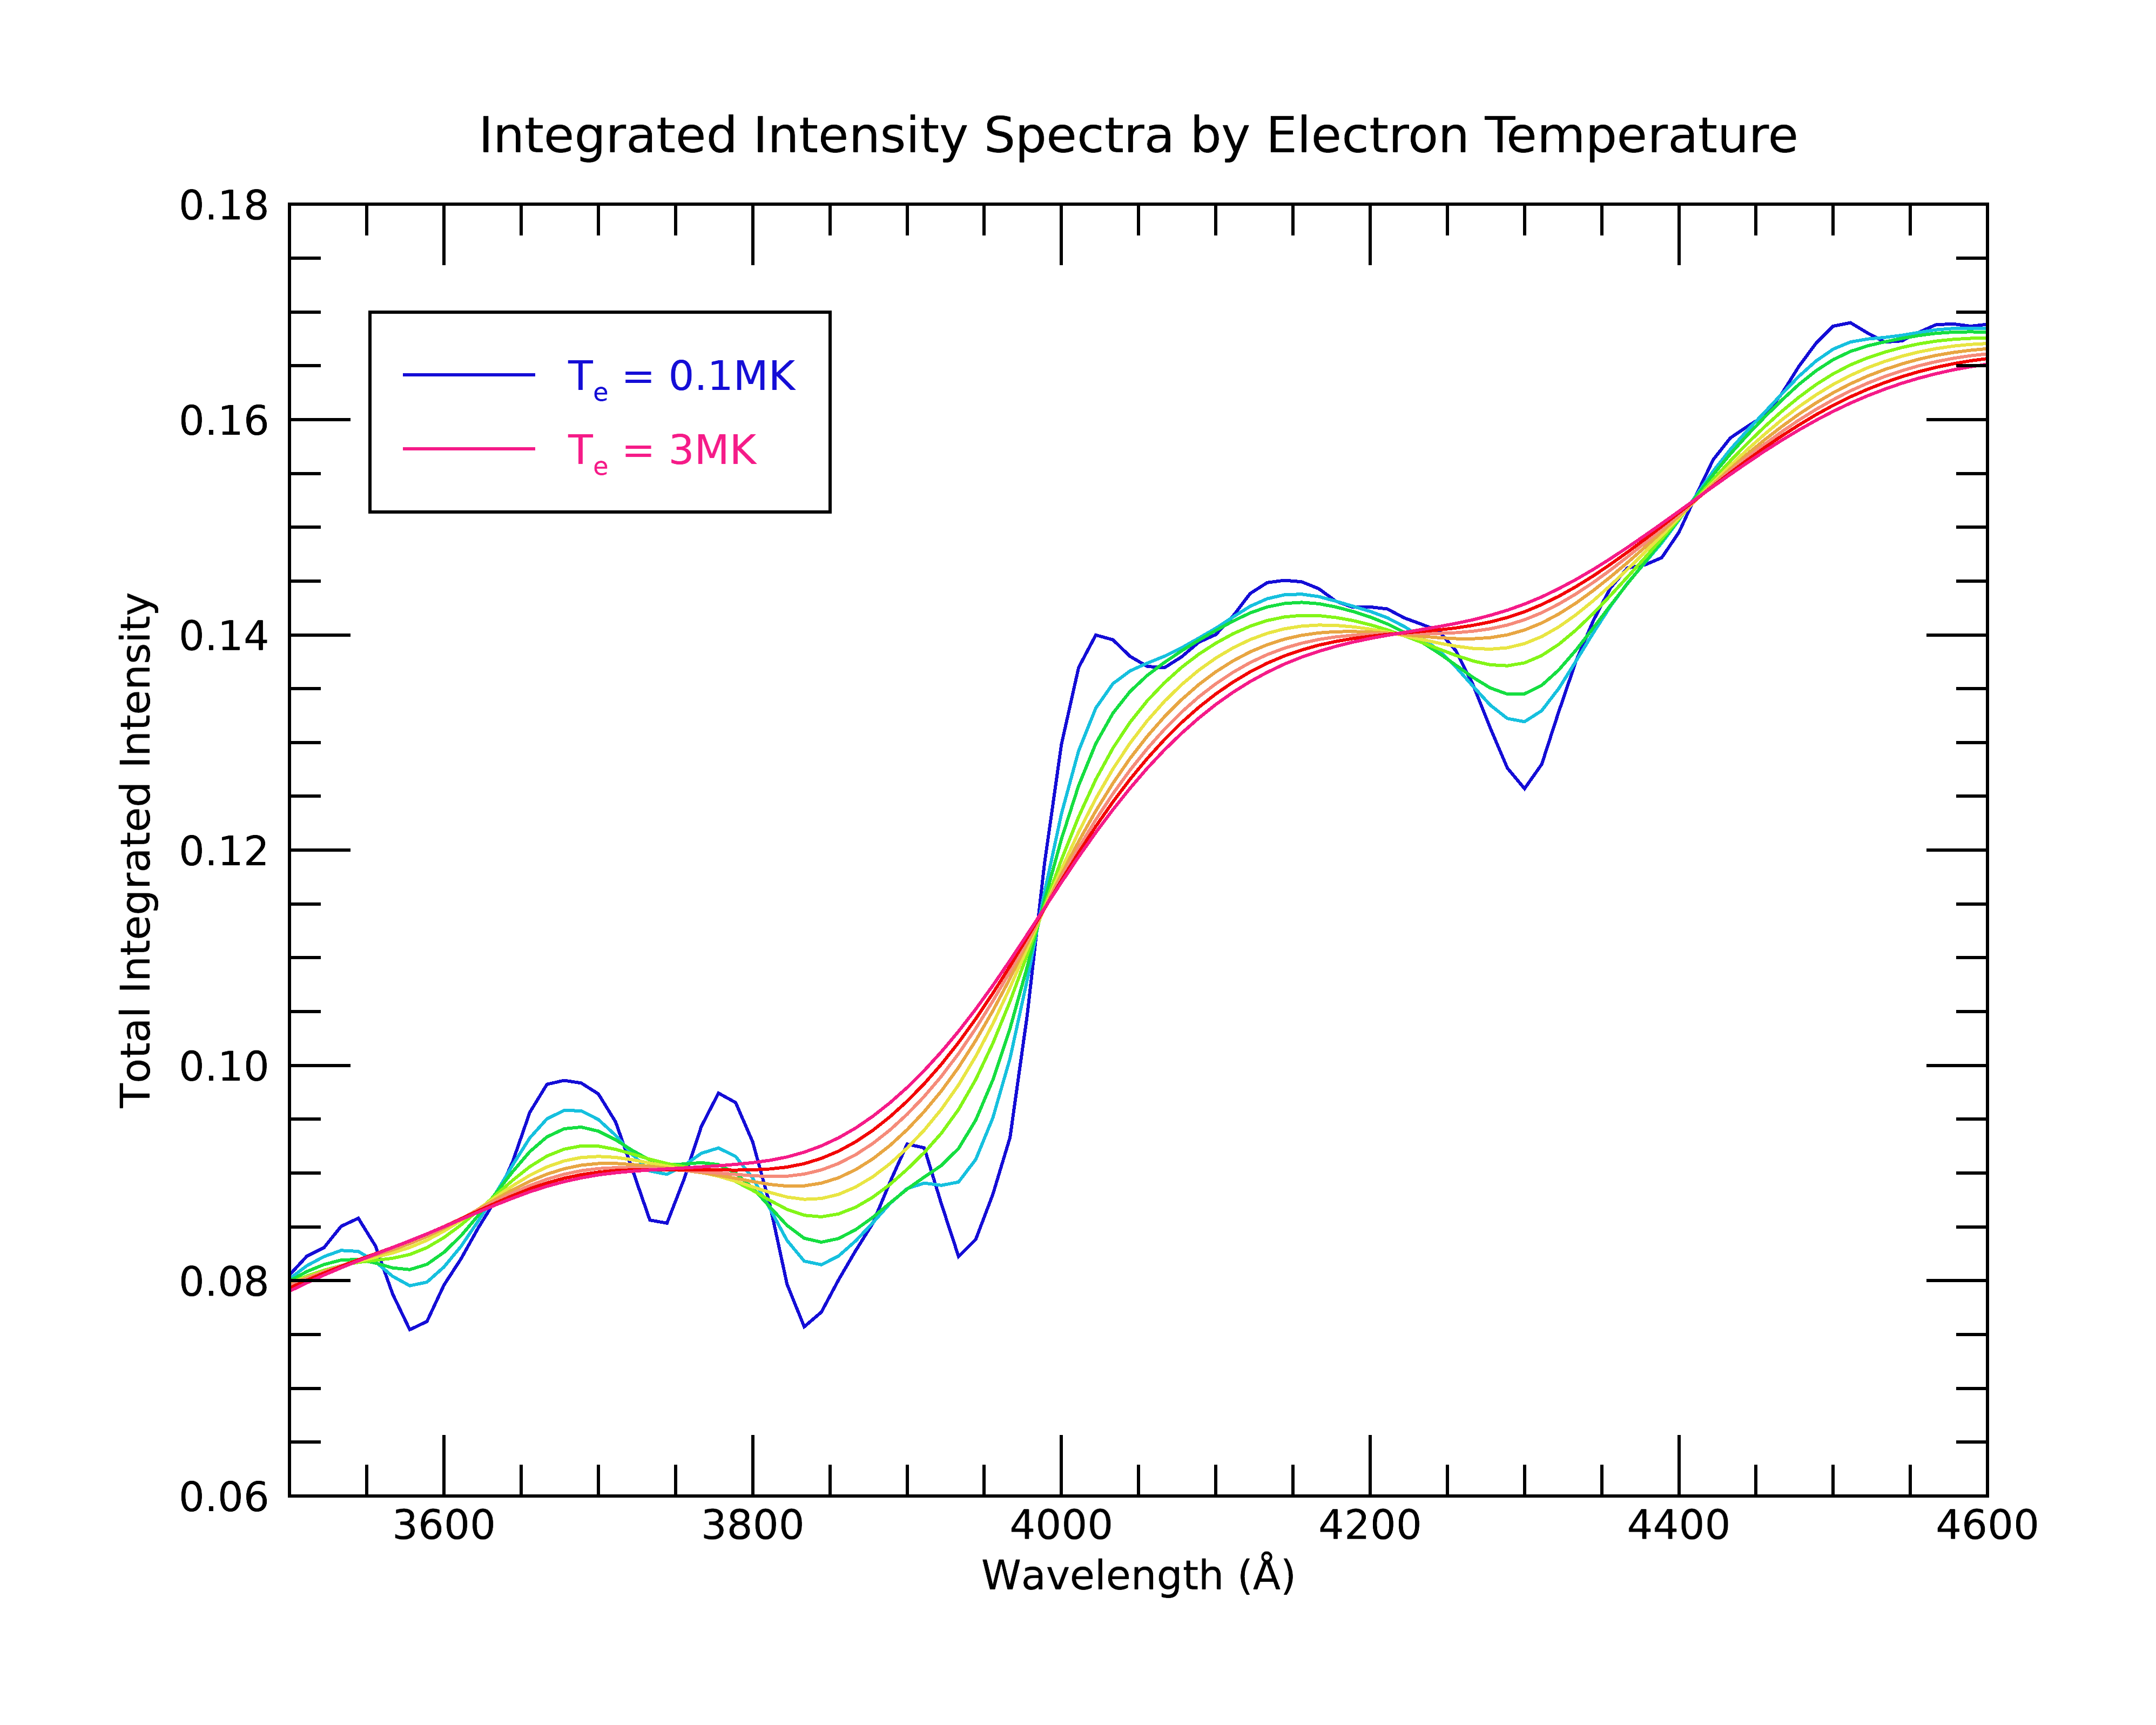 Integrated Intensity Spectra by Electron Temperature
0.18
0.16
0.14
0.12
0.10
0.08
0.06
Total Integrated Intensity
Te = 0.1MK
Te = 3MK
3600 3800 4000 4200 4400 4600
Wavelength (Å)